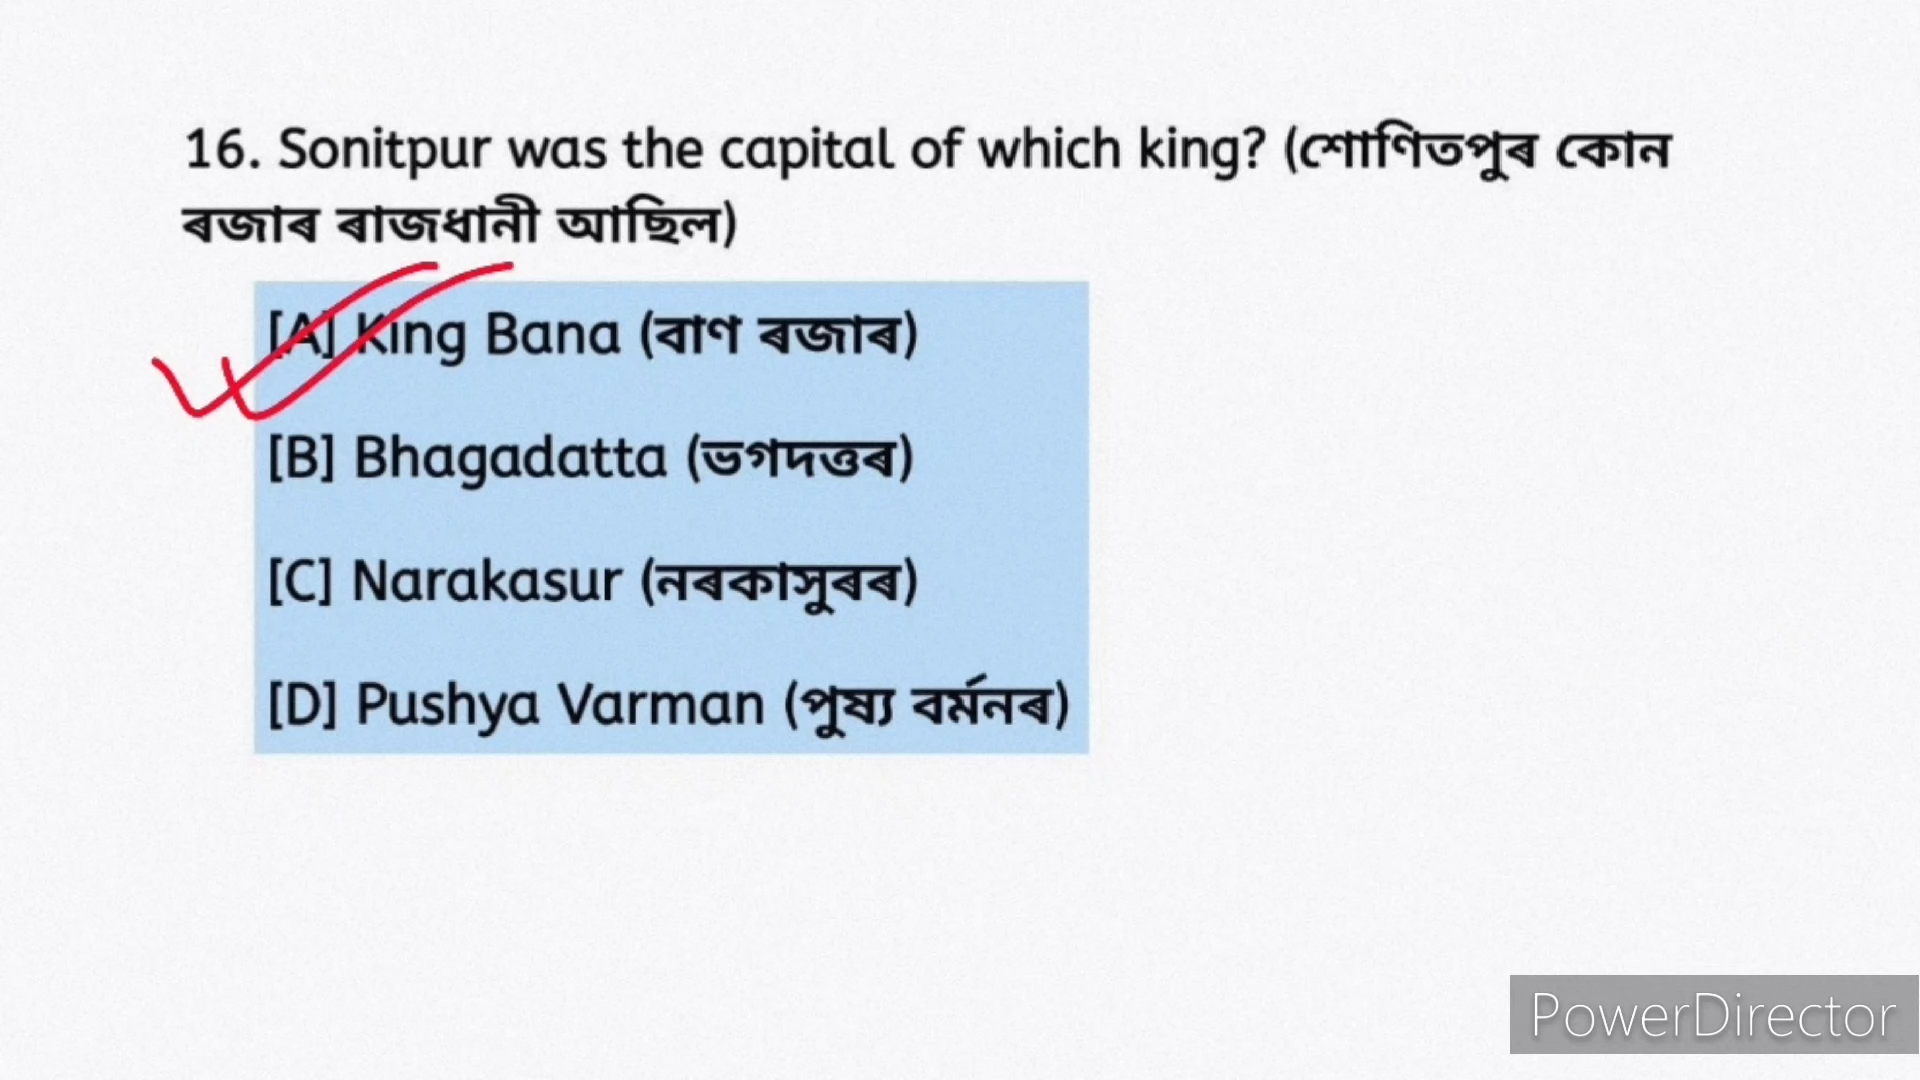 16. Sonitpur was the capital of which king? (শোণিতপুৰ কোন
ৰজাৰ ৰাজধানী আছিল)
[A] King Bana (বাণ ৰজাৰ)
[B] Bhagadatta (ভগদত্তৰ)
[C] Narakasur (নৰকাসুৰৰ)
[D] Pushya Varman (পুষ্য বৰ্মনৰ)
PowerDirector